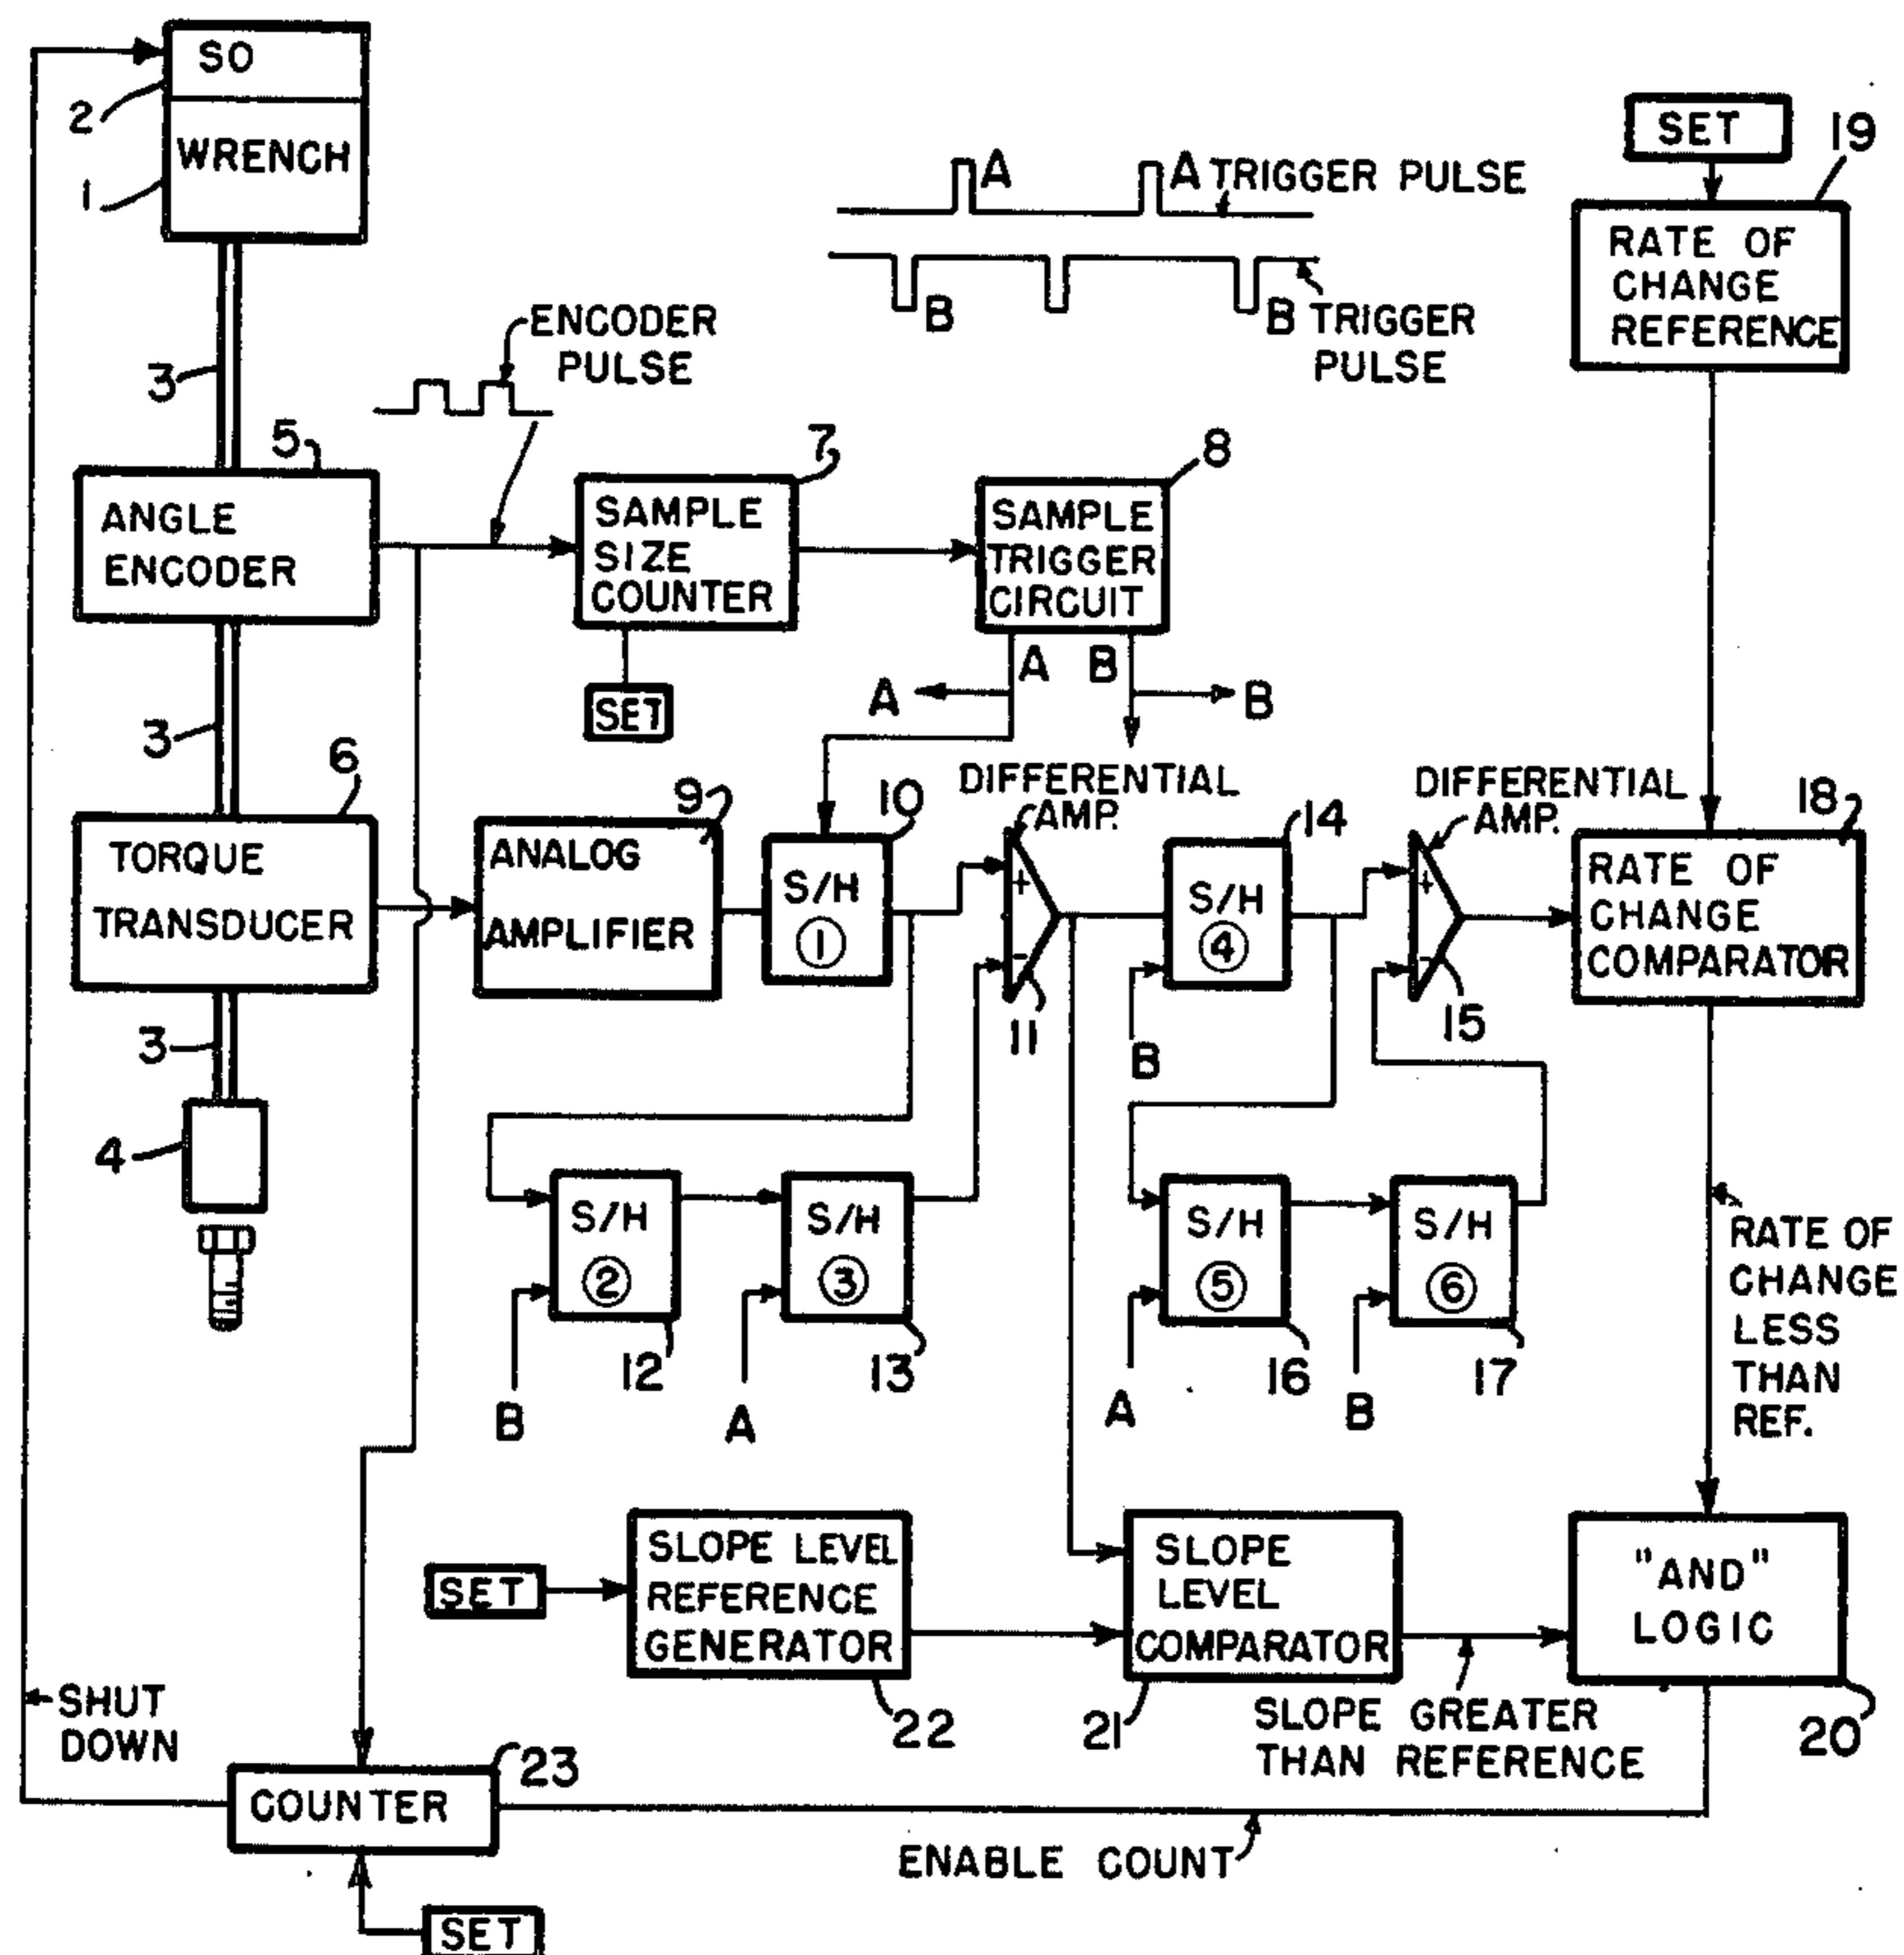 SO
2
WRENCH
1
3
ENCODER
PULSE
A
A TRIGGER PULSE
B
B TRIGGER
PULSE
SET
19
RATE OF
CHANGE
REFERENCE
5
ANGLE
ENCODER
7
SAMPLE
SIZE
COUNTER
SET
8
SAMPLE
TRIGGER
CIRCUIT
A
B
A
B
3
6
TORQUE
TRANSDUCER
9
ANALOG
AMPLIFIER
10
S/H
1
DIFFERENTIAL
AMP.
+
-
11
14
S/H
4
B
DIFFERENTIAL
AMP.
+
-
15
18
RATE OF
CHANGE
COMPARATOR
3
4
S/H
2
12
B
S/H
3
13
A
S/H
5
16
A
S/H
6
17
B
RATE OF
CHANGE
LESS
THAN
REF.
SET
SLOPE LEVEL
REFERENCE
GENERATOR
22
SLOPE
LEVEL
COMPARATOR
21
SLOPE GREATER
THAN REFERENCE
"AND"
LOGIC
20
SHUT
DOWN
COUNTER
23
ENABLE COUNT
SET